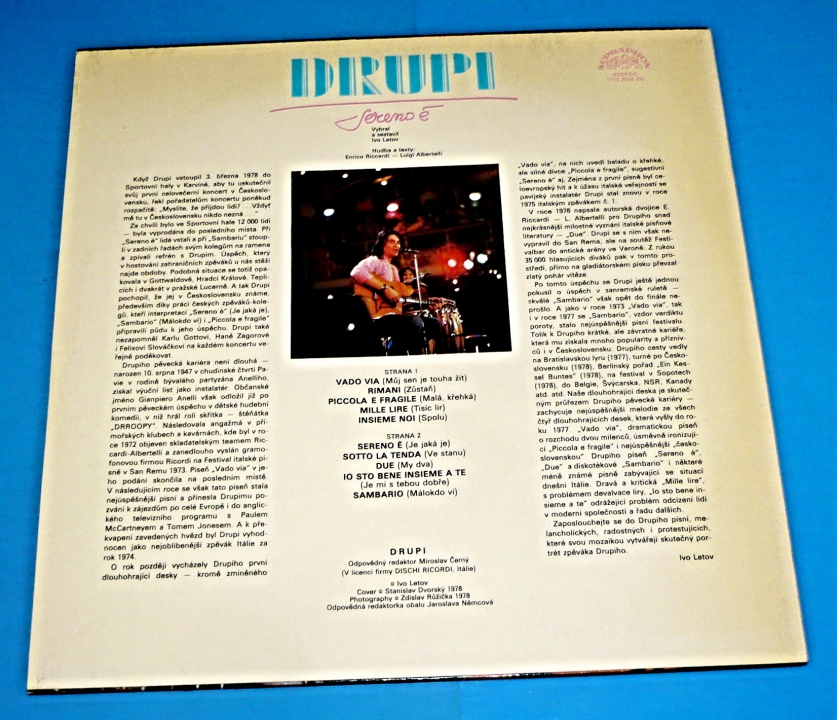 DRUPI
Sereno è
SUPRAPHON
STEREO
Vybral
a sestavil
Ivo Letov
Hudba a texty:
Enrico Riccardi — Luigi Albertelli
Když Drupi vstoupil 3. března 1978 do
Sportovní haly v Karviné, aby tu uskutečnil
svůj první celovečerní koncert v Českoslo-
vensku, řekl pořadatelům koncertu poněkud
rozpačitě: „Myslíte, že přijdou lidi? . . Vždyť
mě tu v Československu nikdo nezná . . .“
Za chvíli bylo ve Sportovní hale 12 000 lidí
— byla vyprodána do posledního místa. Při
„Sereno è“ lidé vstali a při „Sambariu“ stoup-
li v zadních řadách svým kolegům na ramena
a zpívali refrén s Drupim. Úspěch, který
v hostování zahraničních zpěváků u nás stěží
najde obdoby. Podobná situace se totiž opa-
kovala v Gottwaldově, Hradci Králové, Tepli-
cích i dvakrát v pražské Lucerně. A tak Drupi
pochopil, že jej v Československu známe,
především díky práci českých zpěváků-kole-
gů, kteří interpretací „Sereno è“ (Je jaká je),
„Sambario“ (Málokdo ví) i „Piccola e fragile“
připravili půdu k jeho úspěchu. Drupi také
nezapomněl Karlu Gottovi, Haně Zagorové
i Felixovi Slováčkovi na každém koncertu ve-
řejně poděkovat.
Drupiho pěvecká kariéra není dlouhá —
narozen 10. srpna 1947 v chudinské čtvrti Pa-
vie v rodině bývalého partyzána Anelliho,
získal výuční list jako instalatér. Občanské
jméno Gianpiero Anelli však odložil již po
prvním pěveckém úspěchu v dětské hudební
komedii, v níž hrál roli skřítka — štěňátka
„DRROOPY“. Následovala angažmá v pří-
mořských klubech a kavárnách, kde byl v ro-
ce 1972 objeven skladatelským teamem Ric-
cardi-Albertelli a zanedlouho vyslán gramo-
fonovou firmou Ricordi na Festival italské pí-
sně v San Remu 1973. Píseň „Vado via“ v je-
ho podání skončila na posledním místě.
V následujícím roce se však tato píseň stala
nejúspěšnější písní a přinesla Drupimu po-
zvání k zájezdům po celé Evropě i do anglic-
kého televizního programu s Paulem
McCartneyem a Tomem Jonesem. A k pře-
kvapení zavedených hvězd byl Drupi vyhod-
nocen jako nejoblíbenější zpěvák Itálie za
rok 1974.
O rok později vycházely Drupiho první
dlouhohrající desky — kromě zmíněného
STRANA 1
VADO VIA (Můj sen je touha žít)
RIMANI (Zůstaň)
PICCOLA E FRAGILE (Malá, křehká)
MILLE LIRE (Tisíc lir)
INSIEME NOI (Spolu)
STRANA 2
SERENO È (Je jaká je)
SOTTO LA TENDA (Ve stanu)
DUE (My dva)
IO STO BENE INSIEME A TE
(Je mi s tebou dobře)
SAMBARIO (Málokdo ví)
DRUPI
Odpovědný redaktor Miroslav Černý
(V licenci firmy DISCHI RICORDI, Itálie)
© Ivo Letov
Cover © Stanislav Dvorský 1978
Photography © Zdislav Růžička 1978
Odpovědná redaktorka obalu Jaroslava Němcová
„Vado via“, na nich uvedl baladu o křehké,
ale silné dívce „Piccola e fragile“, sugestivní
„Sereno è“ aj. Zejména z první písně byl ce-
loevropský hit a k úžasu italské veřejnosti se
pavijský instalatér Drupi stal znovu v roce
1975 italským zpěvákem č. 1.
V roce 1976 napsala autorská dvojice E.
Riccardi — L. Albertelli pro Drupiho snad
nejkrásnější milostné vyznání italské písňové
literatury — „Due“. Drupi se s ním však ne-
vypravil do San Rema, ale na soutěž Festi-
valbar do antické arény ve Varoně. Z rukou
35 000 hlasujících diváků pak v tomto pro-
středí, přímo na gladiátorském písku převzal
zlatý pohár vítěze.
Po tomto úspěchu se Drupi ještě jednou
pokusil o úspěch v sanremské ruletě —
skvělé „Sambario“ však opět do finále ne-
prošlo. A jako v roce 1973 „Vado via“, tak
i v roce 1977 se „Sambario“, vzdor verdiktu
poroty, stalo nejúspěšnější písní festivalu.
Tolik k Drupiho krátké, ale závratné kariéře,
která mu získala mnoho popularity a přízniv-
ců i v Československu. Drupiho cesty vedly
na Bratislavskou lyru (1977), turné po Česko-
slovensku (1978), Berlínský pořad „Ein Kes-
sel Buntes“ (1978), na festival v Sopotech
(1978), do Belgie, Švýcarska, NSR, Kanady
atd. atd. Naše dlouhohrající deska je skuteč-
ným průřezem Drupiho pěvecké kariéry —
zachycuje nejúspěšnější melodie ze všech
čtyř dlouhohrajících desek, které vyšly do ro-
ku 1977. „Vado via“, dramatickou píseň
o rozchodu dvou milenců, úsměvně ironizují-
cí „Piccola e fragile“ i nejúspěšnější „česko-
slovenskou“ Drupiho píseň „Sereno è“,
„Due“ a diskotékové „Sambario“ i některé
méně známé písně zabývající se situací
dnešní Itálie. Dravá a kritická „Mille lire“,
s problémem devalvace liry, „Io sto bene in-
sieme a te“ odrážející problém odcizení lidí
v moderní společnosti a řadu dalších.
Zaposlouchejte se do Drupiho písní, me-
lancholických, radostných i protestujících,
které svou mozaikou vytvářejí skutečný por-
trét zpěváka Drupiho.
Ivo Letov